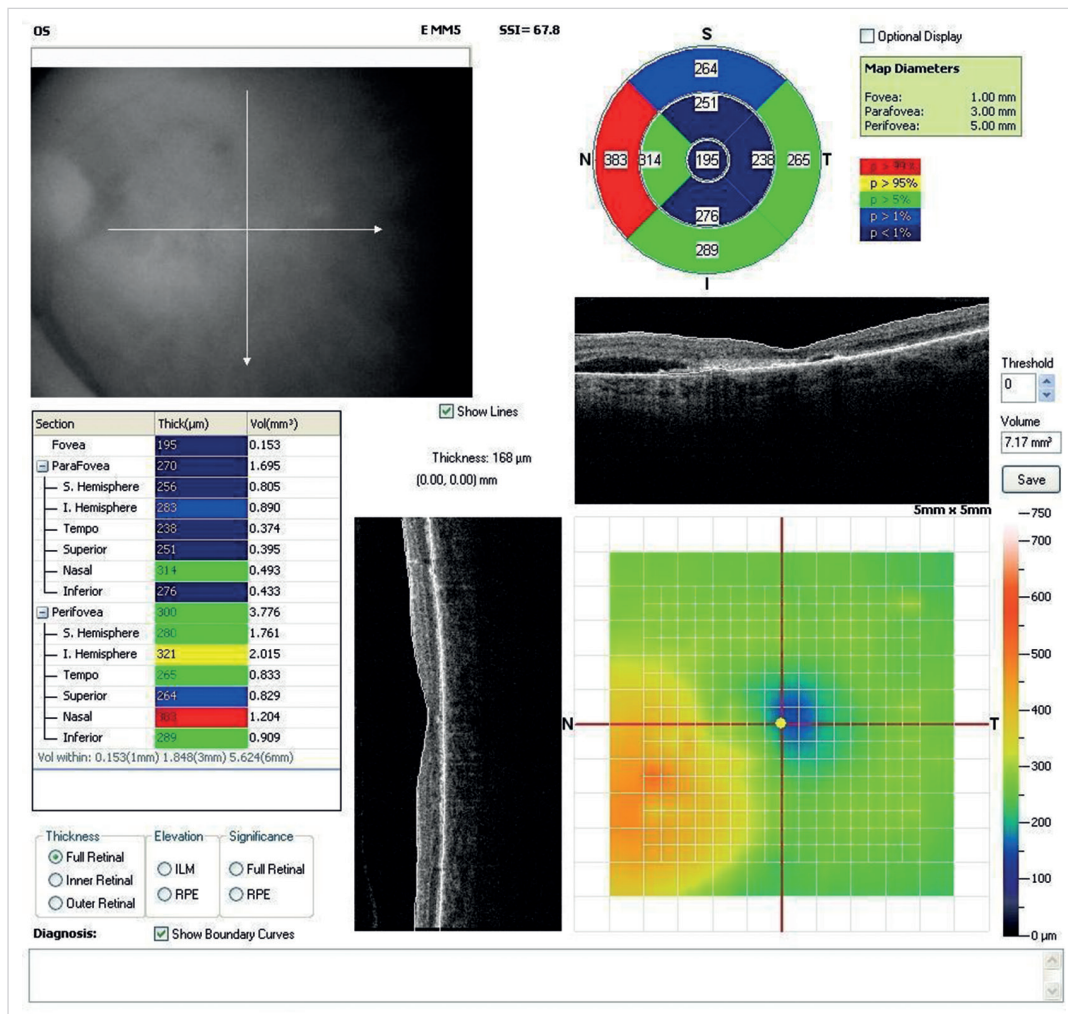 OS E MM5 SSI= 67.8
S
264
251
N 383 314 195 238 265 T
276
289
I
Optional Display
Map Diameters
Fovea: 1.00 mm
Parafovea: 3.00 mm
Perifovea: 5.00 mm
p > 99%
p > 95%
p > 5%
p > 1%
p < 1%
Threshold
0
Volume
7.17 mm³
Save
Show Lines
Thickness: 168 µm
(0.00, 0.00) mm
Section Thick(µm) Vol(mm³)
Fovea 195 0.153
ParaFovea 270 1.695
S. Hemisphere 256 0.805
I. Hemisphere 283 0.890
Tempo 238 0.374
Superior 251 0.395
Nasal 314 0.493
Inferior 276 0.433
Perifovea 300 3.776
S. Hemisphere 280 1.761
I. Hemisphere 321 2.015
Tempo 265 0.833
Superior 264 0.829
Nasal 383 1.204
Inferior 289 0.909
Vol within: 0.153(1mm) 1.848(3mm) 5.624(6mm)
5mm x 5mm
N T
750
700
600
500
400
300
200
100
0 µm
Thickness Elevation Significance
Full Retinal ILM Full Retinal
Inner Retinal RPE RPE
Outer Retinal
Diagnosis: Show Boundary Curves